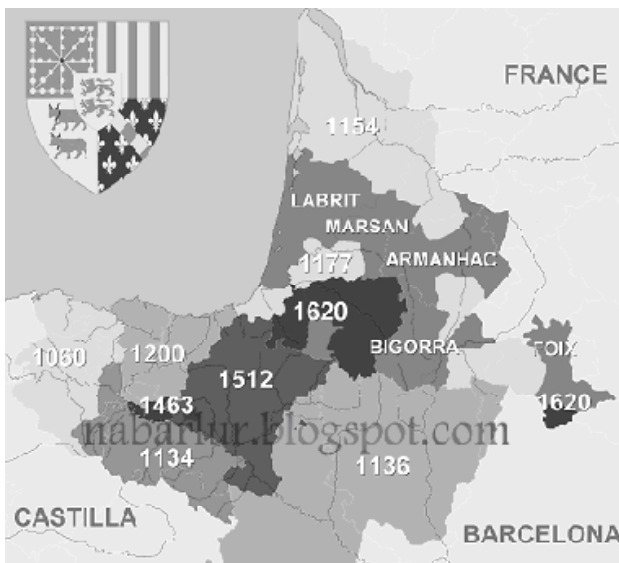 FRANCE
1154
LABRIT
MARSAN
ARMANHAC
1177
1620
BIGORRA
FOIX
1060
1200
1512
1463
1620
nabarlur.blogspot.com
1134
1136
CASTILLA
BARCELONA